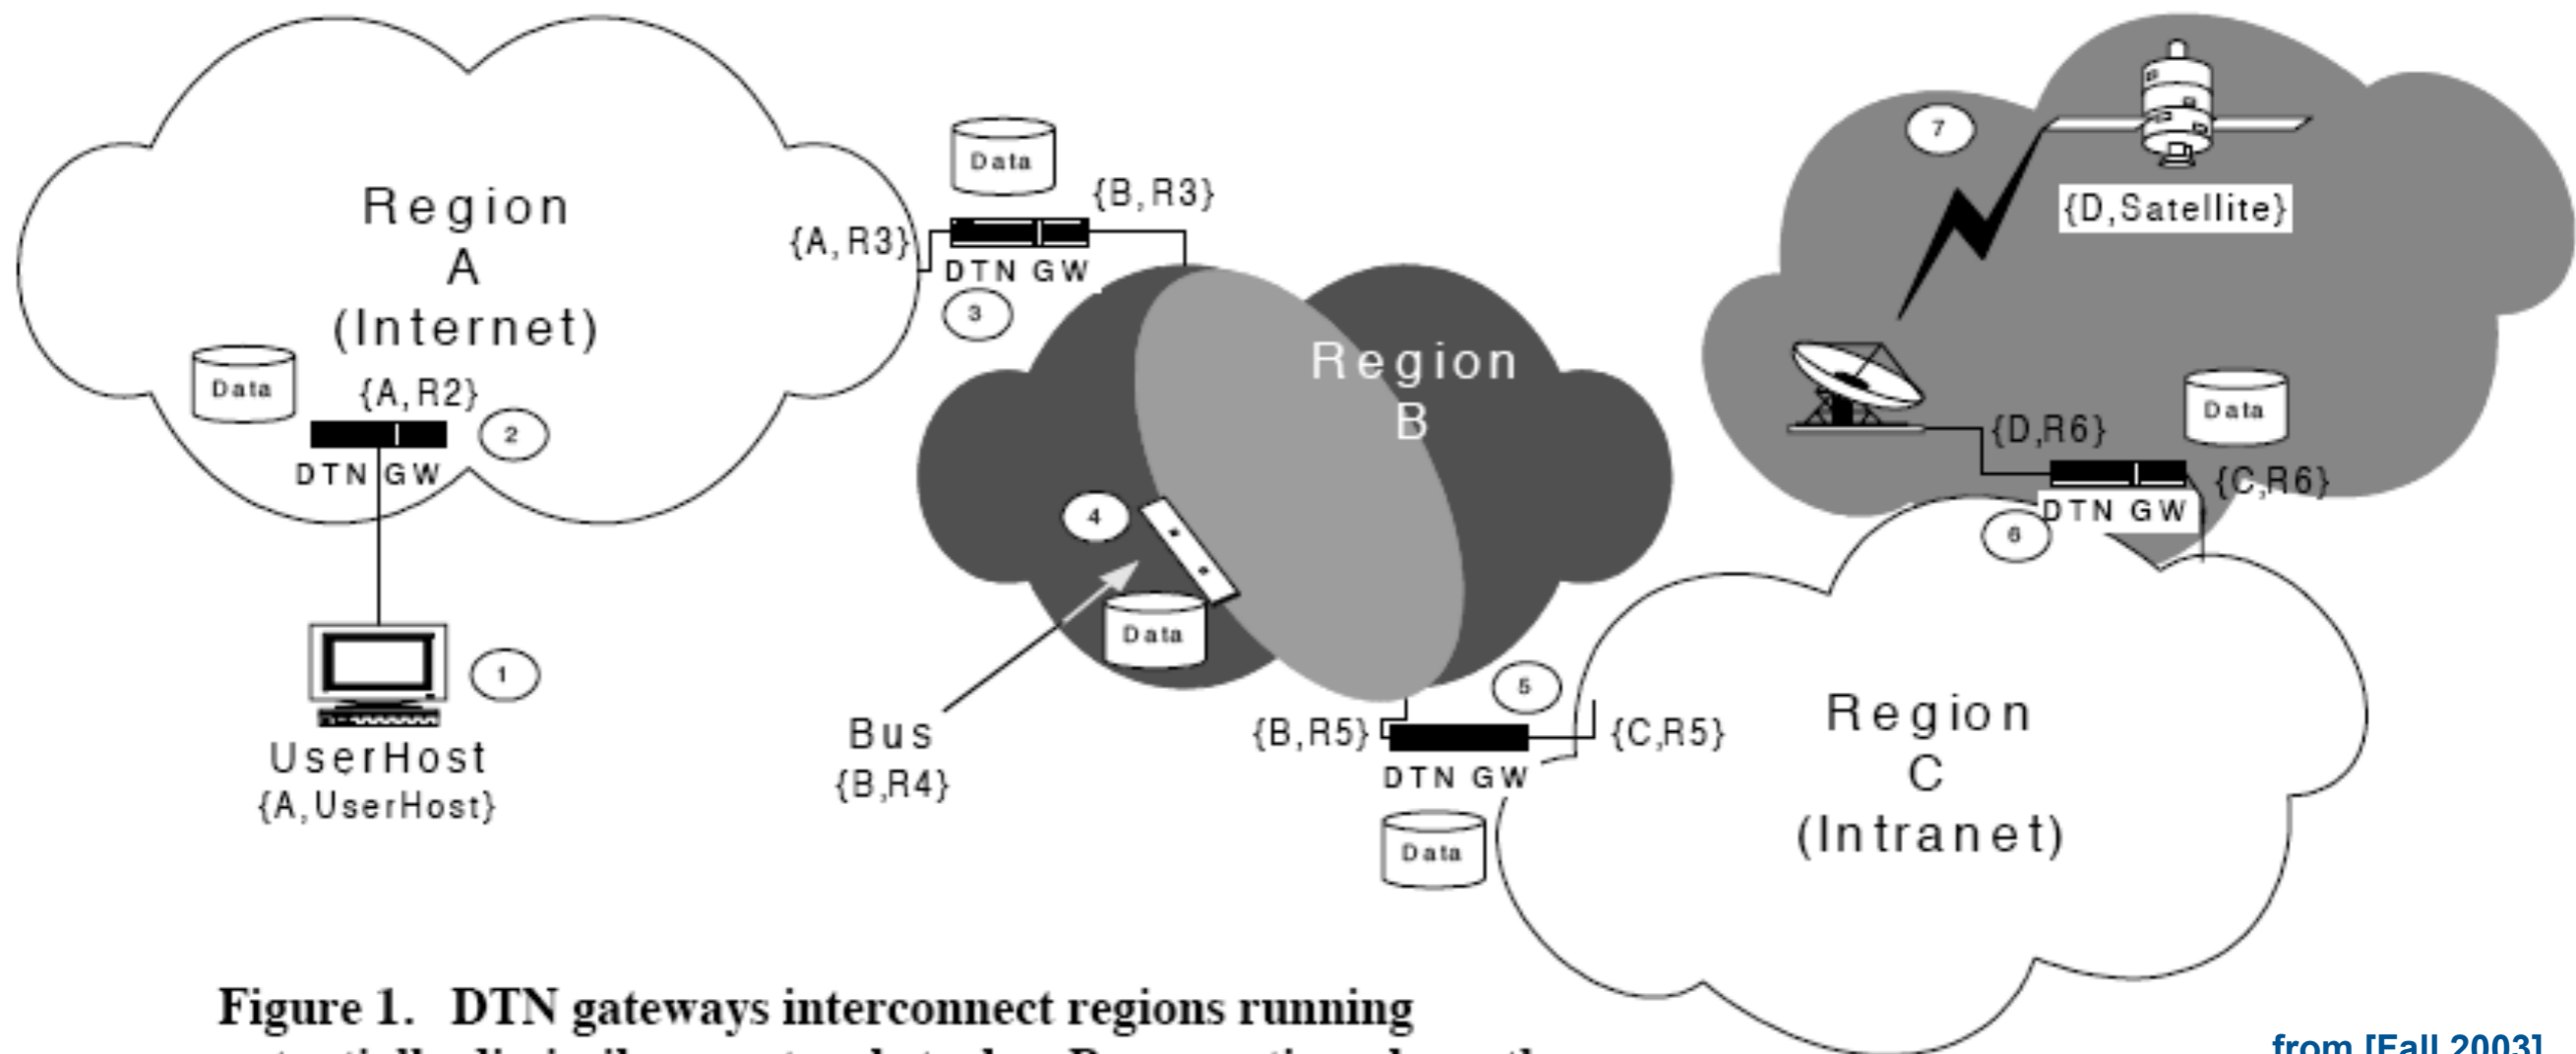 Region
A
(Internet)
Data
{A,R2}
2
DTN GW
1
UserHost
{A,UserHost}
Data
{B,R3}
{A,R3}
DTN GW
3
Region
B
4
Data
Bus
{B,R4}
5
{B,R5}
{C,R5}
DTN GW
Data
7
{D,Satellite}
{D,R6}
Data
{C,R6}
DTN GW
6
Region
C
(Intranet)
Figure 1. DTN gateways interconnect regions running
from [Fall 2003]